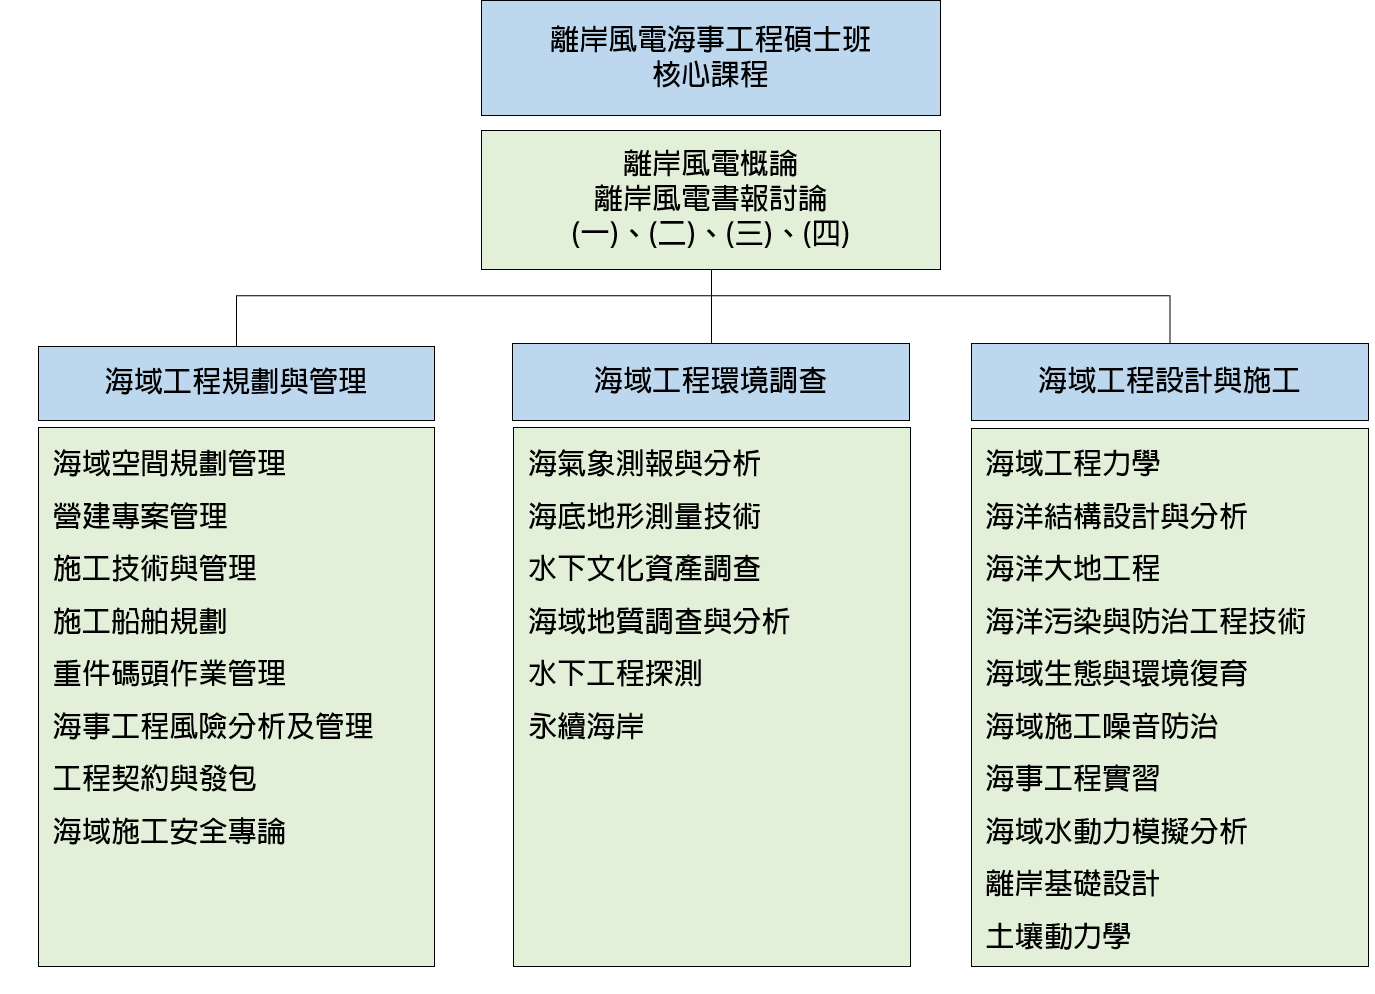 離岸風電海事工程碩士班
核心課程
離岸風電概論
離岸風電書報討論
(一)、(二)、(三)、(四)
海域工程規劃與管理
海域空間規劃管理
營建專案管理
施工技術與管理
施工船舶規劃
重件碼頭作業管理
海事工程風險分析及管理
工程契約與發包
海域施工安全專論
海域工程環境調查
海氣象測報與分析
海底地形測量技術
水下文化資產調查
海域地質調查與分析
水下工程探測
永續海岸
海域工程設計與施工
海域工程力學
海洋結構設計與分析
海洋大地工程
海洋污染與防治工程技術
海域生態與環境復育
海域施工噪音防治
海事工程實習
海域水動力模擬分析
離岸基礎設計
土壤動力學